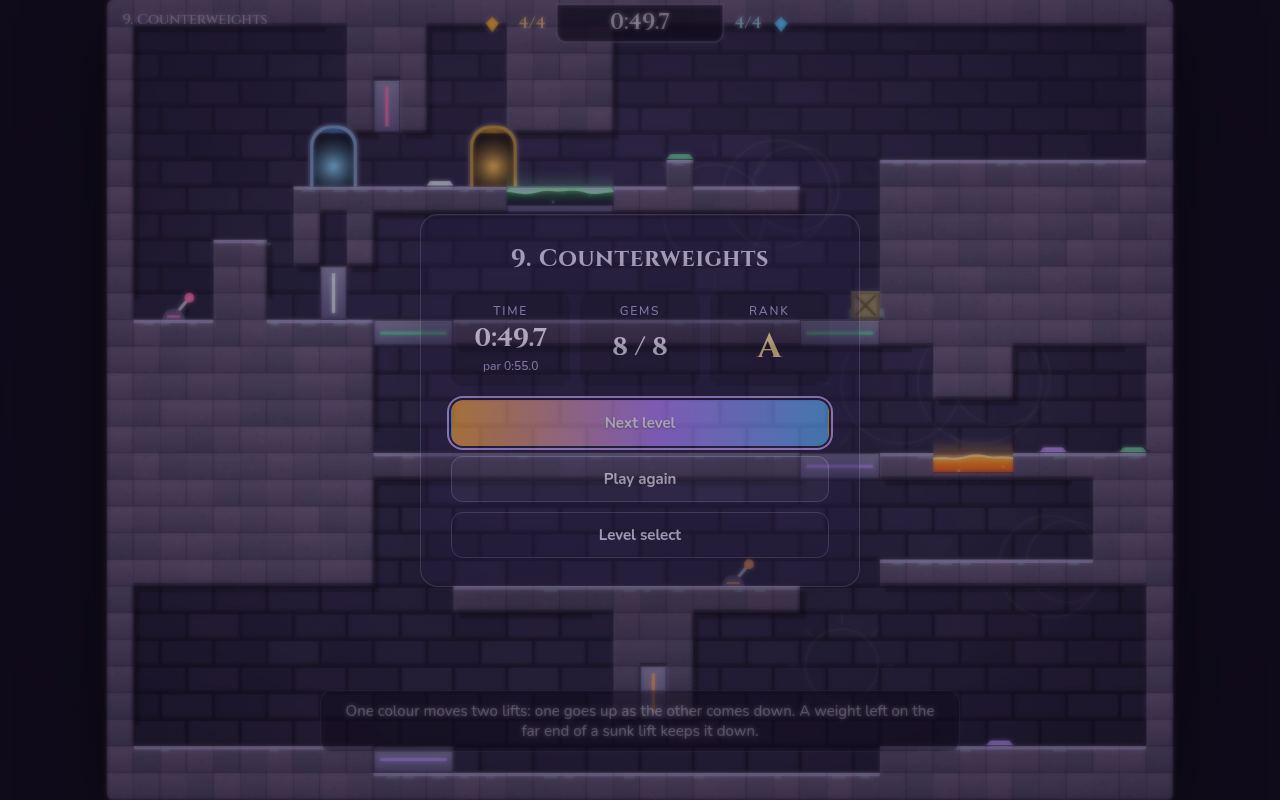 9. Counterweights
4/4
0:49.7
4/4
9. Counterweights
TIME
0:49.7
par 0:55.0
GEMS
8 / 8
RANK
A
Next level
Play again
Level select
One colour moves two lifts: one goes up as the other comes down. A weight left on the
far end of a sunk lift keeps it down.